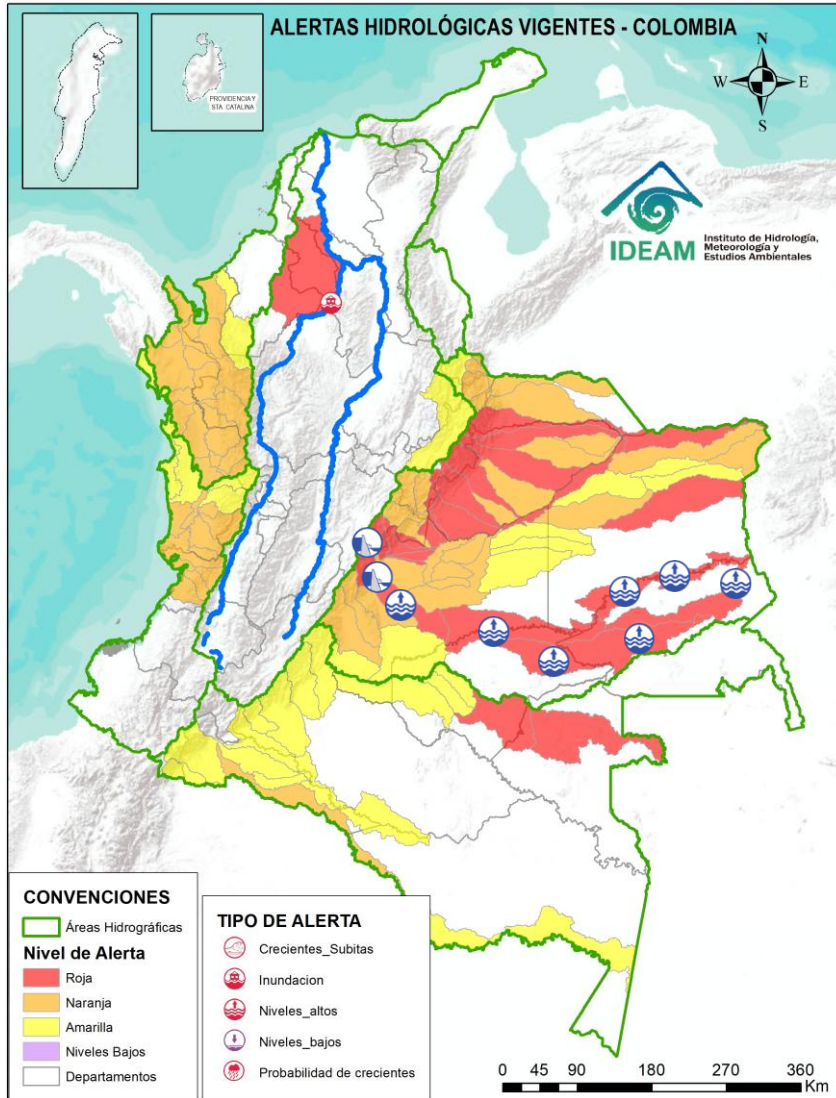 ALERTAS HIDROLÓGICAS VIGENTES - COLOMBIA
PROVIDENCIA Y
STA. CATALINA
N
W
E
S
IDEAM
Instituto de Hidrología,
Meteorología y
Estudios Ambientales
CONVENCIONES
Áreas Hidrográficas
Nivel de Alerta
Roja
Naranja
Amarilla
Niveles Bajos
Departamentos
TIPO DE ALERTA
Crecientes_Subitas
Inundacion
Niveles_altos
Niveles_bajos
Probabilidad de crecientes
0 45 90 180 270 360
Km